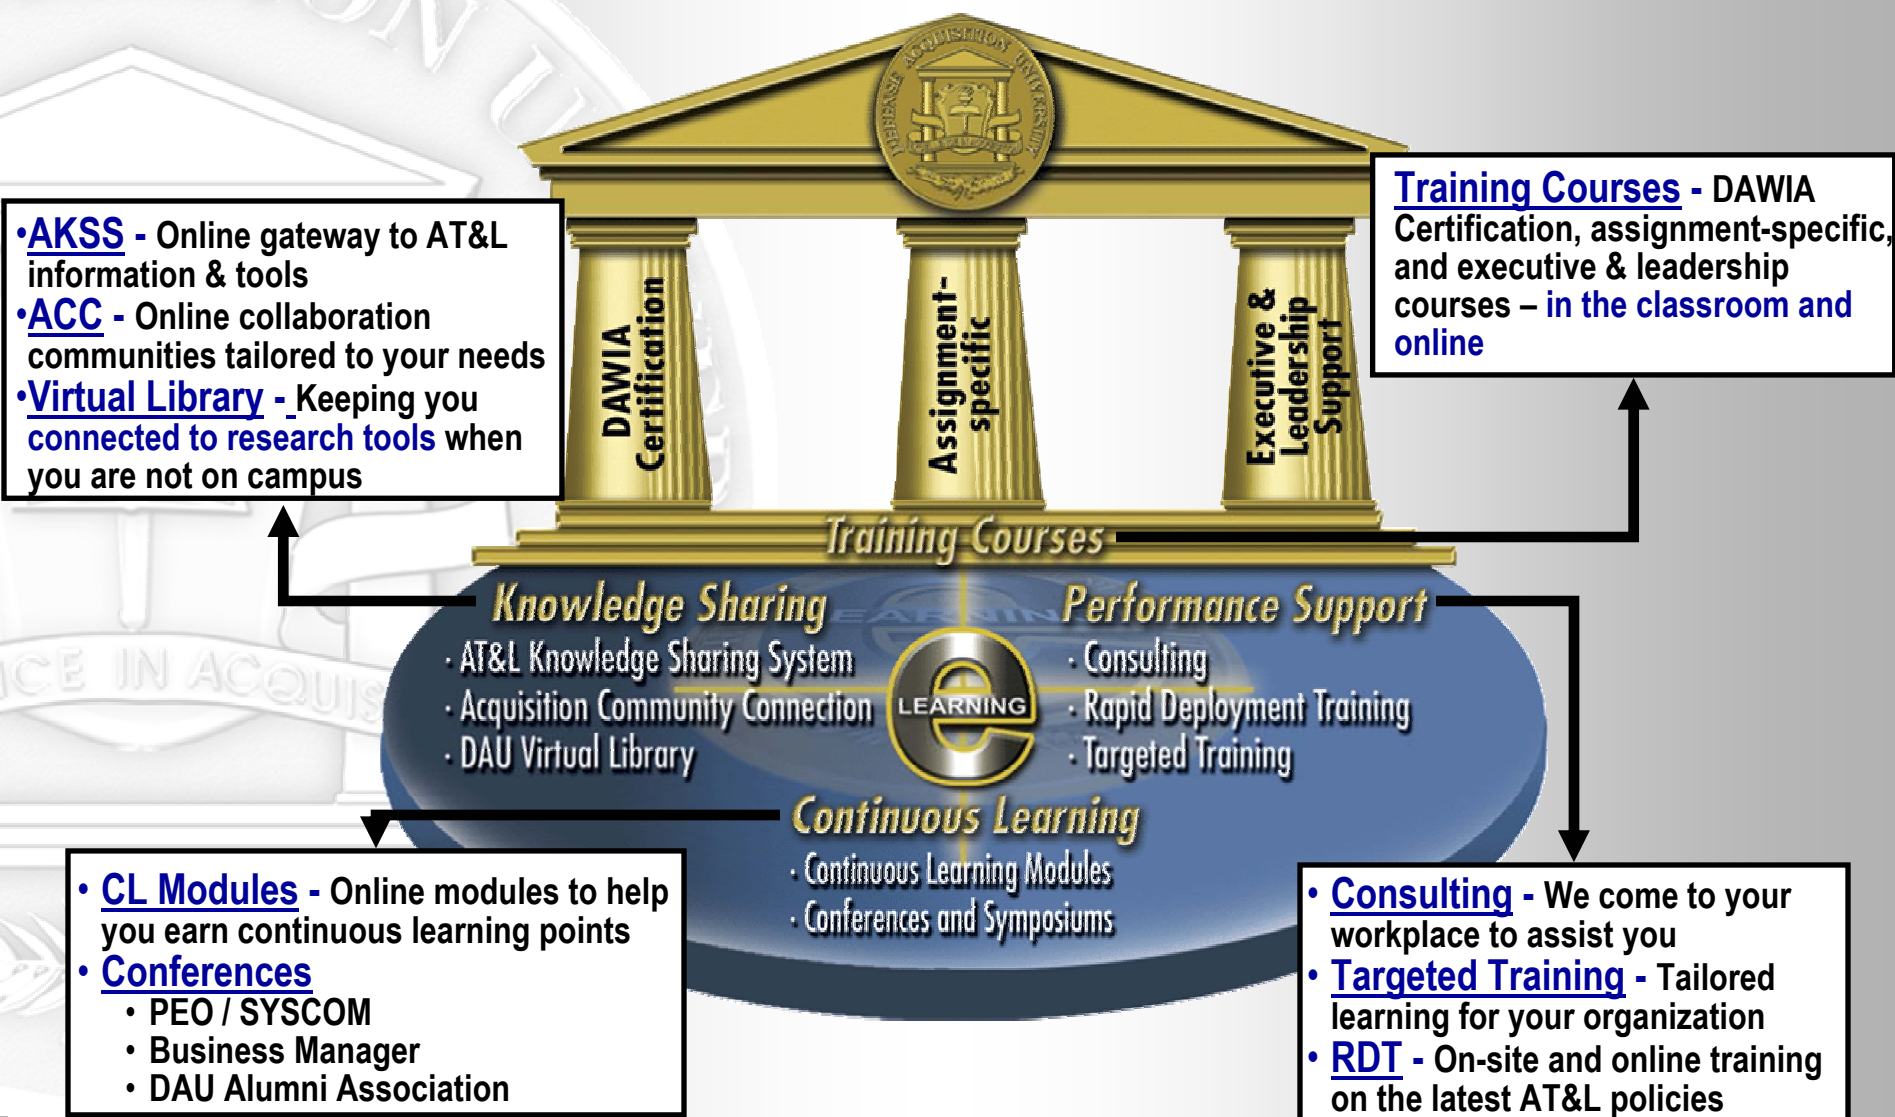 DEFENSE ACQUISITION UNIVERSITY
•AKSS - Online gateway to AT&L
information & tools
•ACC - Online collaboration
communities tailored to your needs
•Virtual Library - Keeping you
connected to research tools when
you are not on campus
DAWIA
Certification
Assignment-
specific
Executive &
Leadership
Support
Training Courses - DAWIA
Certification, assignment-specific,
and executive & leadership
courses – in the classroom and
online
Training Courses
Knowledge Sharing
· AT&L Knowledge Sharing System
· Acquisition Community Connection
· DAU Virtual Library
e
LEARNING
Performance Support
· Consulting
· Rapid Deployment Training
· Targeted Training
Continuous Learning
· Continuous Learning Modules
· Conferences and Symposiums
• CL Modules - Online modules to help
you earn continuous learning points
• Conferences
• PEO / SYSCOM
• Business Manager
• DAU Alumni Association
• Consulting - We come to your
workplace to assist you
• Targeted Training - Tailored
learning for your organization
• RDT - On-site and online training
on the latest AT&L policies